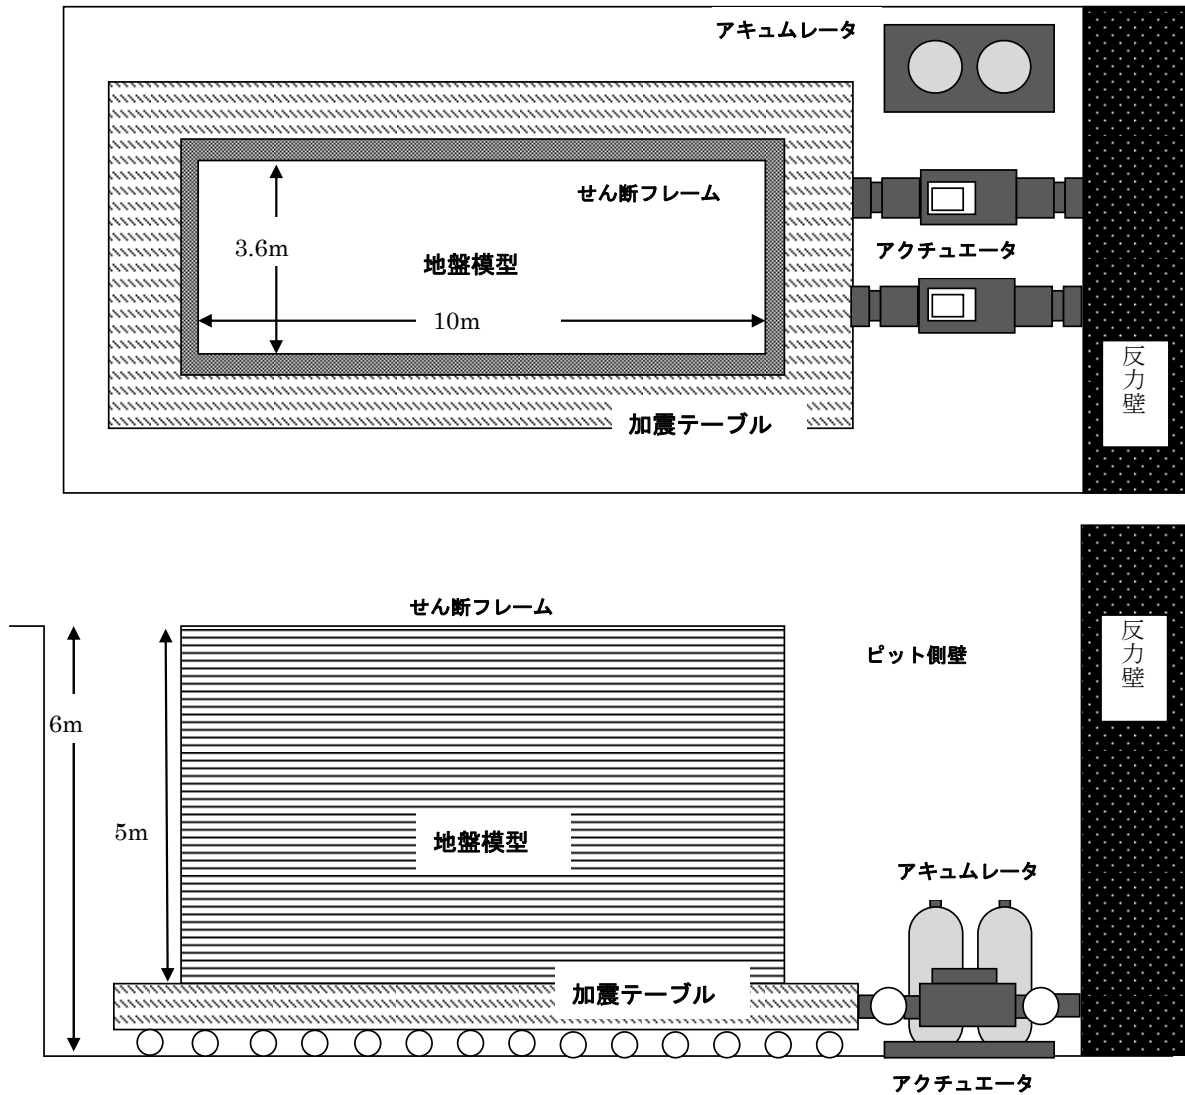 アキュムレータ
せん断フレーム
3.6m
アクチュエータ
地盤模型
10m
反力壁
加震テーブル
せん断フレーム
反力壁
ピット側壁
6m
5m
地盤模型
アキュムレータ
加震テーブル
アクチュエータ